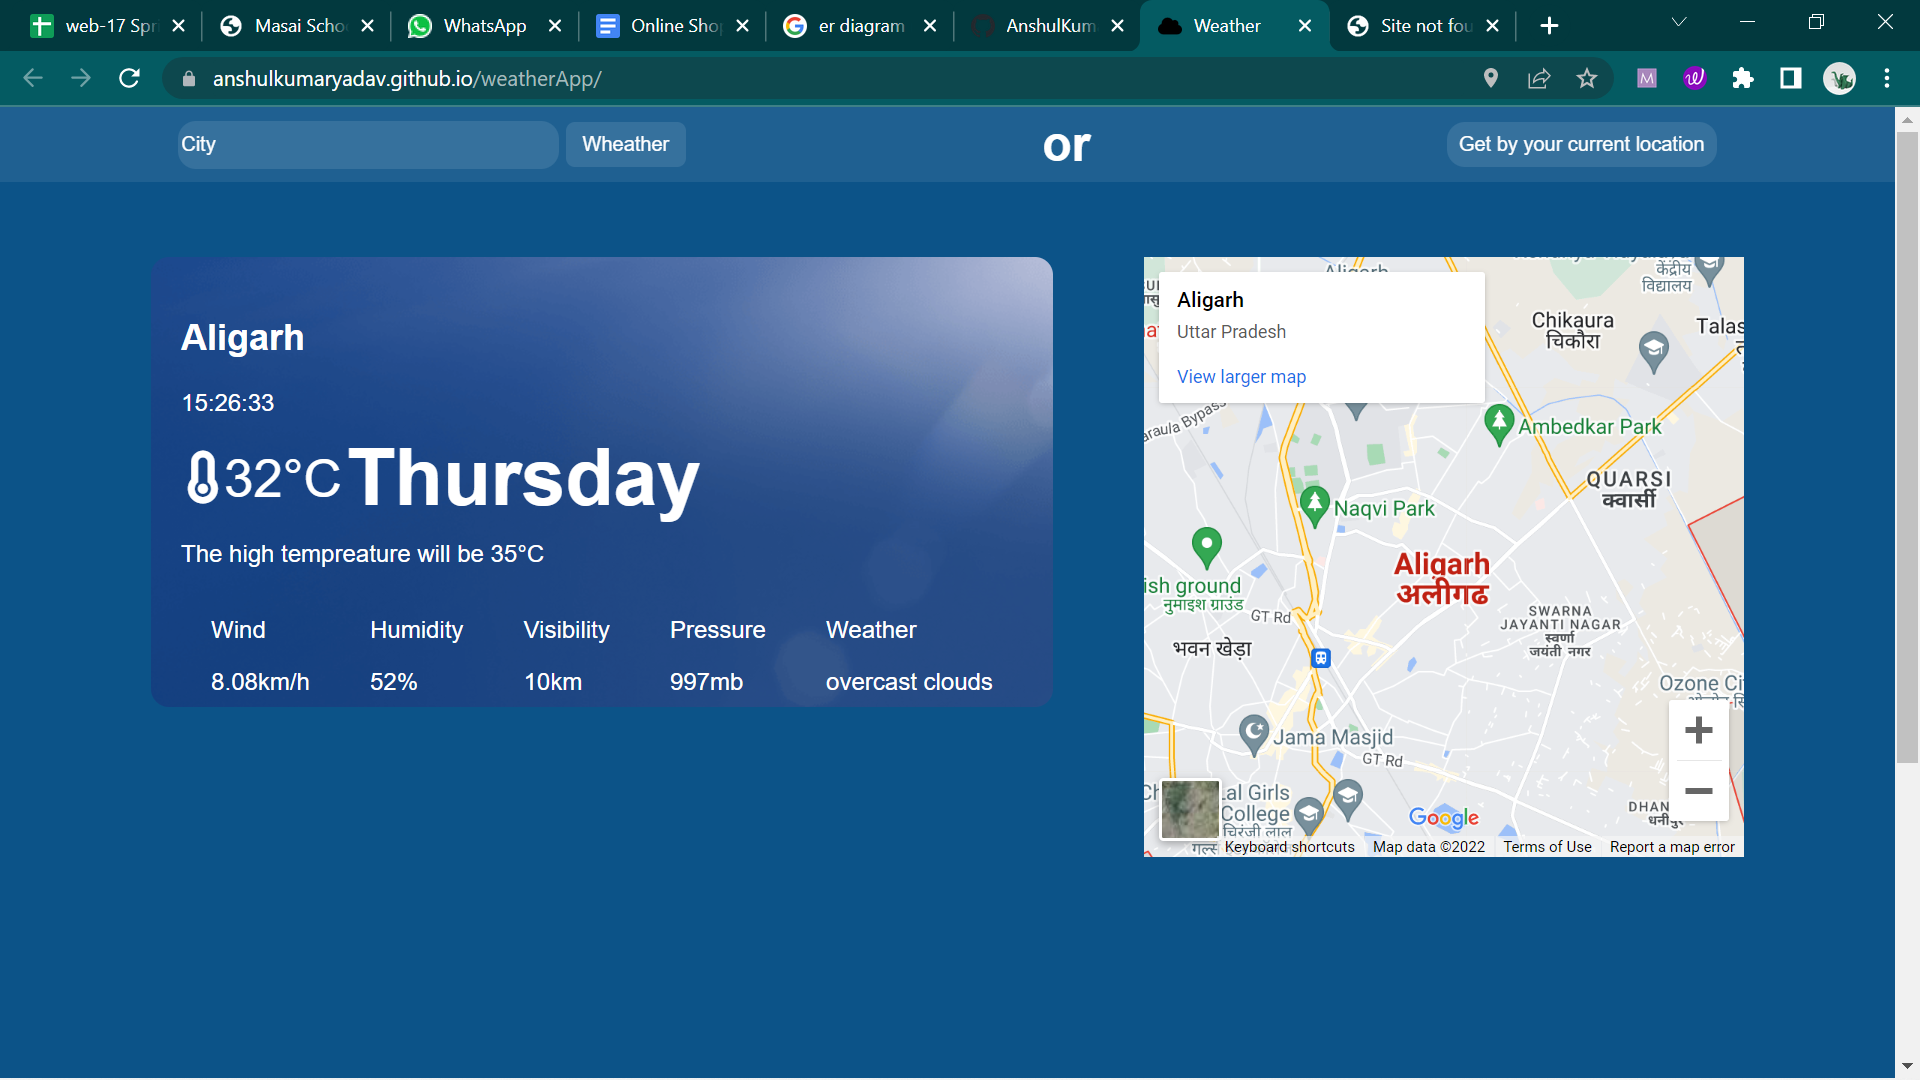 web-17 Spr
Masai Scho
WhatsApp
Online Shop
er diagram
AnshulKum
Weather
Site not fou
anshulkumaryadav.github.io/weatherApp/
City
Wheather
or
Get by your current location
Aligarh
15:26:33
32°C Thursday
The high tempreature will be 35°C
Wind Humidity Visibility Pressure Weather
8.08km/h 52% 10km 997mb overcast clouds
Aligarh
Uttar Pradesh
View larger map
केंद्रीय
विद्यालय
Chikaura
चिकौरा
Talas
Ambedkar Park
QUARSI
क्वार्सी
Naqvi Park
Aligarh
अलीगढ
ish ground
नुमाइश ग्राउंड
GT Rd
SWARNA
JAYANTI NAGAR
स्वर्णा
जयंती नगर
भवन खेड़ा
Ozone Ci
Jama Masjid
GT Rd
Lal Girls
College
चिरंजी लाल
गर्ल्स
DHAN
Google
Keyboard shortcuts
Map data ©2022
Terms of Use
Report a map error